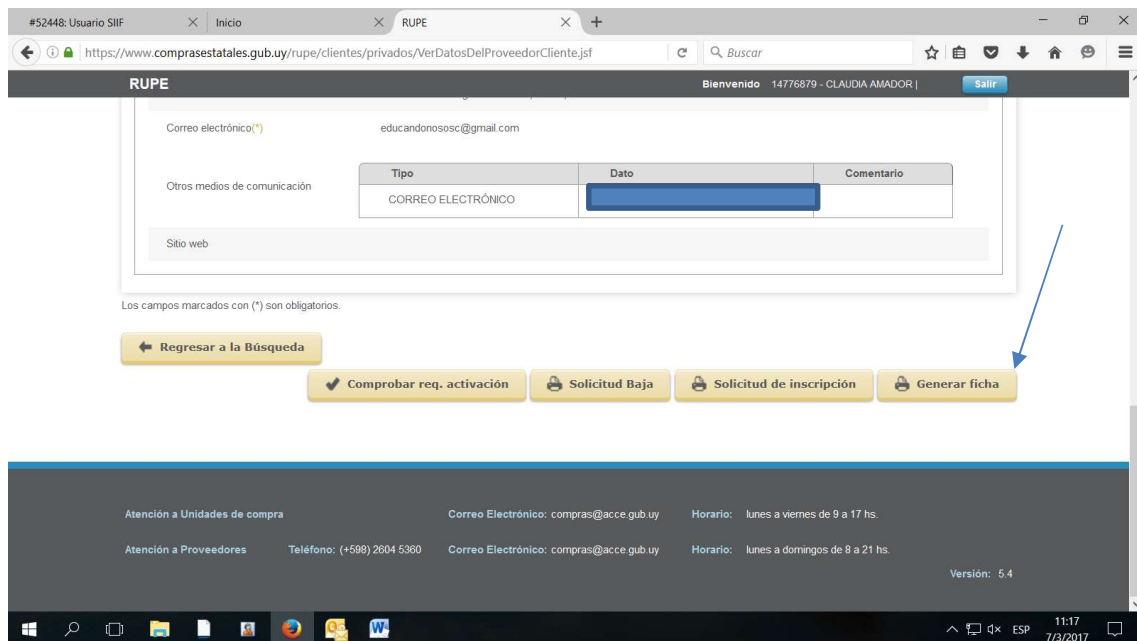 #52448: Usuario SIIF
Inicio
RUPE
https://www.comprasestatales.gub.uy/rupe/clientes/privados/VerDatosDelProveedorCliente.jsf
Buscar
RUPE
Bienvenido 14776879 - CLAUDIA AMADOR |
Salir
Correo electrónico(*)
educandonososc@gmail.com
Otros medios de comunicación
Tipo Dato Comentario
CORREO ELECTRÓNICO
Sitio web
Los campos marcados con (*) son obligatorios.
Regresar a la Búsqueda
Comprobar req. activación
Solicitud Baja
Solicitud de inscripción
Generar ficha
Atención a Unidades de compra Correo Electrónico: compras@acce.gub.uy Horario: lunes a viernes de 9 a 17 hs.
Atención a Proveedores Teléfono: (+598) 2604 5360 Correo Electrónico: compras@acce.gub.uy Horario: lunes a domingos de 8 a 21 hs.
Versión: 5.4
ESP
11:17
7/3/2017